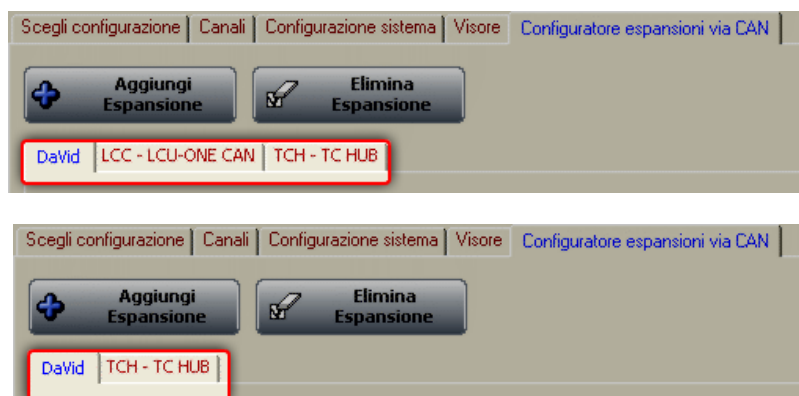 Scegli configurazione Canali Configurazione sistema Visore Configuratore espansioni via CAN
Aggiungi Espansione Elimina Espansione
DaVid LCC - LCU-ONE CAN TCH - TC HUB
Scegli configurazione Canali Configurazione sistema Visore Configuratore espansioni via CAN
Aggiungi Espansione Elimina Espansione
DaVid TCH - TC HUB